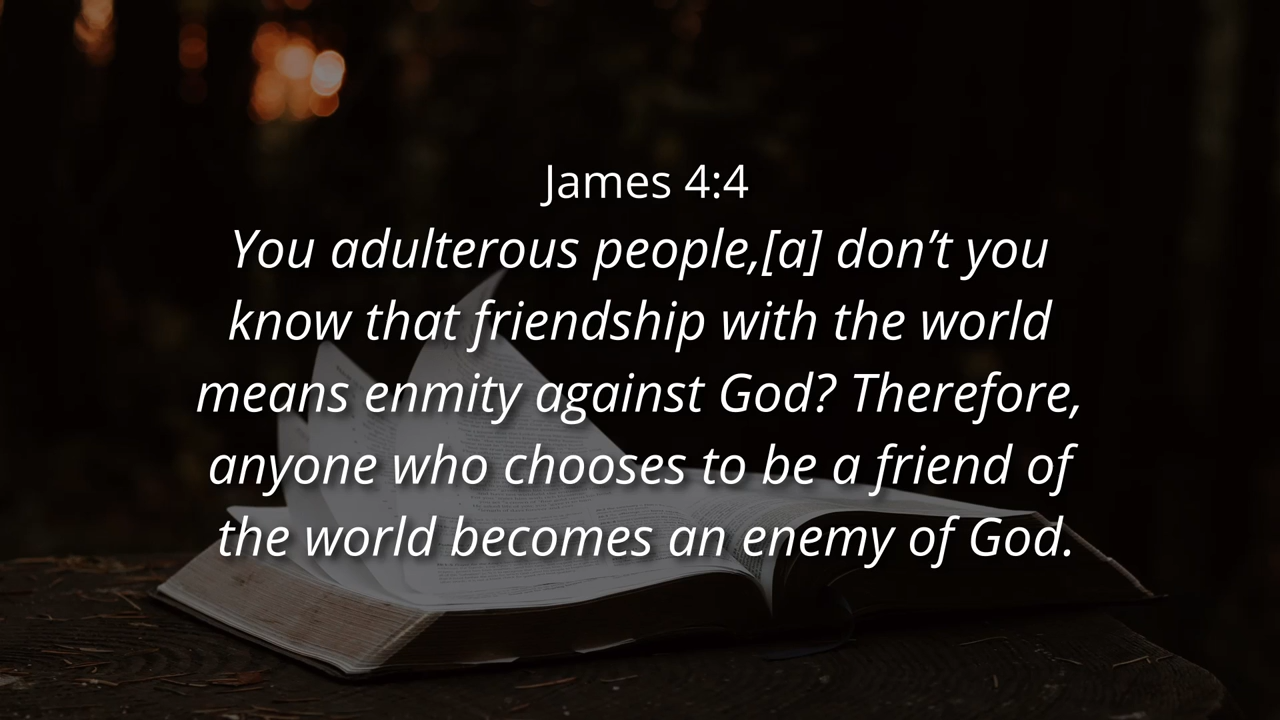 James 4:4
You adulterous people,[a] don’t you
know that friendship with the world
means enmity against God? Therefore,
anyone who chooses to be a friend of
the world becomes an enemy of God.